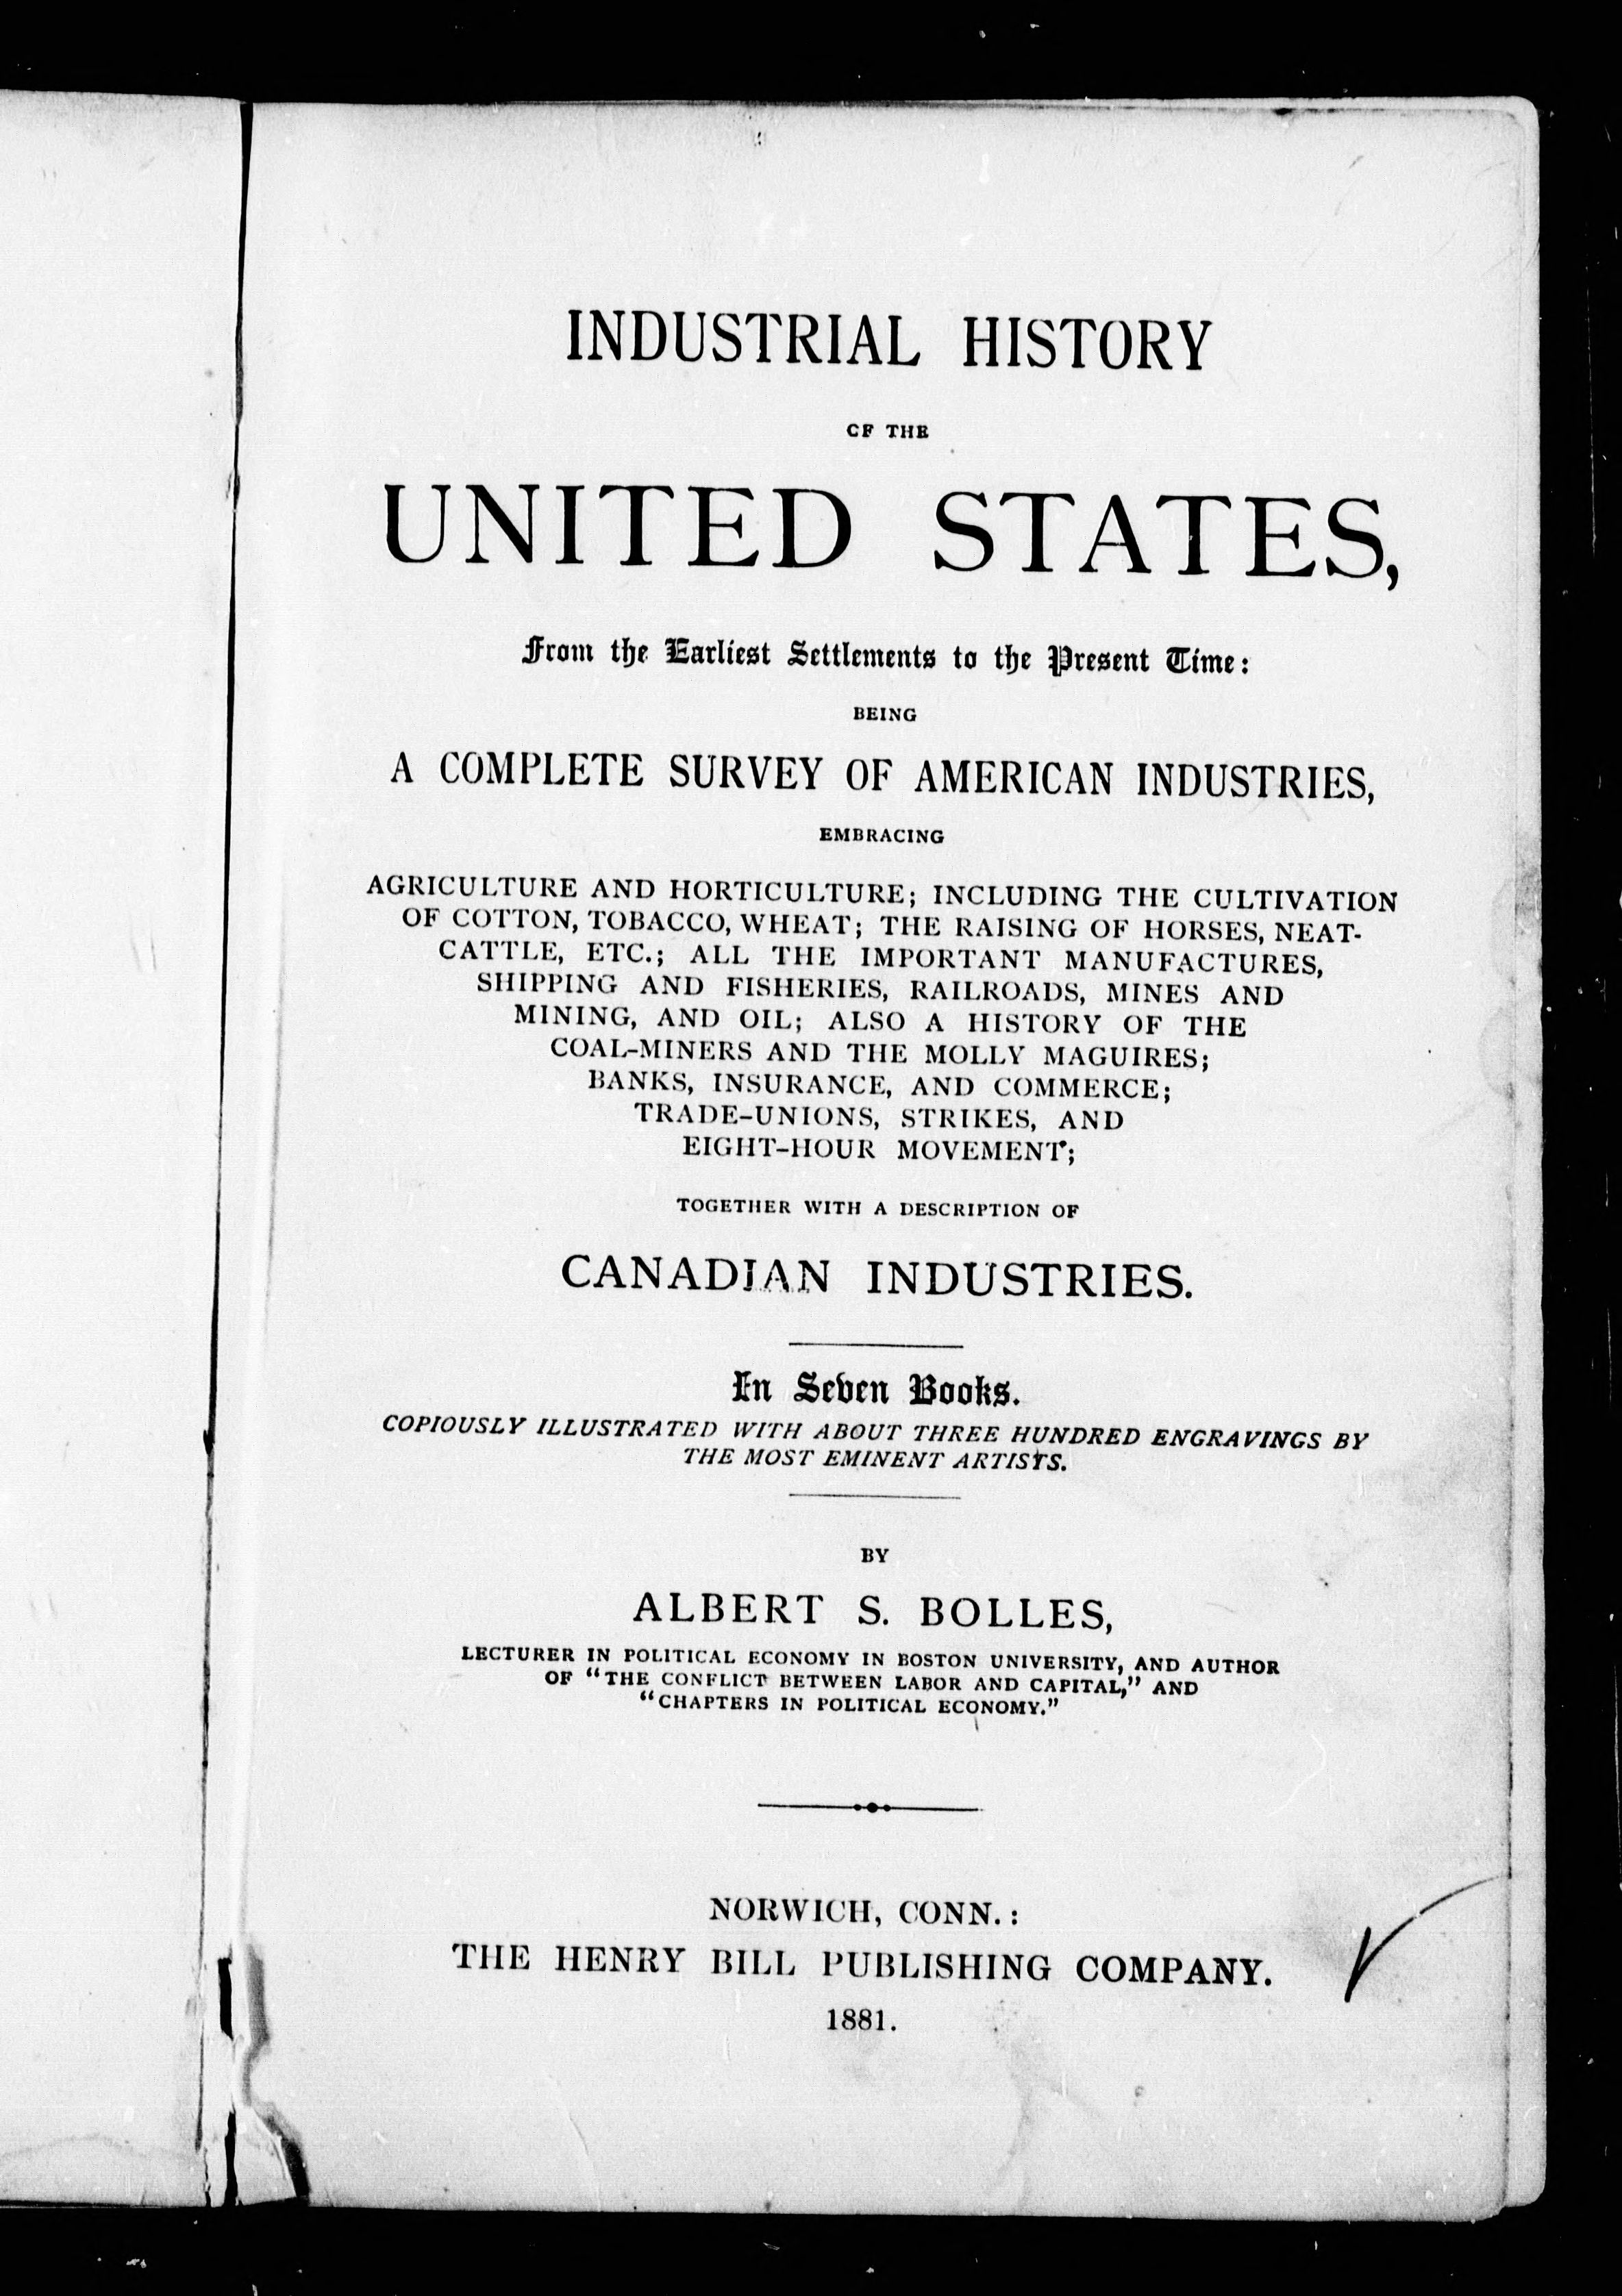 INDUSTRIAL HISTORY
OF THE
UNITED STATES,
From the Earliest Settlements to the Present Time:
BEING
A COMPLETE SURVEY OF AMERICAN INDUSTRIES,
EMBRACING
AGRICULTURE AND HORTICULTURE; INCLUDING THE CULTIVATION
OF COTTON, TOBACCO, WHEAT; THE RAISING OF HORSES, NEAT-
CATTLE, ETC.; ALL THE IMPORTANT MANUFACTURES,
SHIPPING AND FISHERIES, RAILROADS, MINES AND
MINING, AND OIL; ALSO A HISTORY OF THE
COAL-MINERS AND THE MOLLY MAGUIRES;
BANKS, INSURANCE, AND COMMERCE;
TRADE-UNIONS, STRIKES, AND
EIGHT-HOUR MOVEMENT;
TOGETHER WITH A DESCRIPTION OF
CANADIAN INDUSTRIES.
In Seven Books.
COPIOUSLY ILLUSTRATED WITH ABOUT THREE HUNDRED ENGRAVINGS BY
THE MOST EMINENT ARTISTS.
BY
ALBERT S. BOLLES,
LECTURER IN POLITICAL ECONOMY IN BOSTON UNIVERSITY, AND AUTHOR
OF "THE CONFLICT BETWEEN LABOR AND CAPITAL," AND
"CHAPTERS IN POLITICAL ECONOMY."
NORWICH, CONN.:
THE HENRY BILL PUBLISHING COMPANY.
1881.